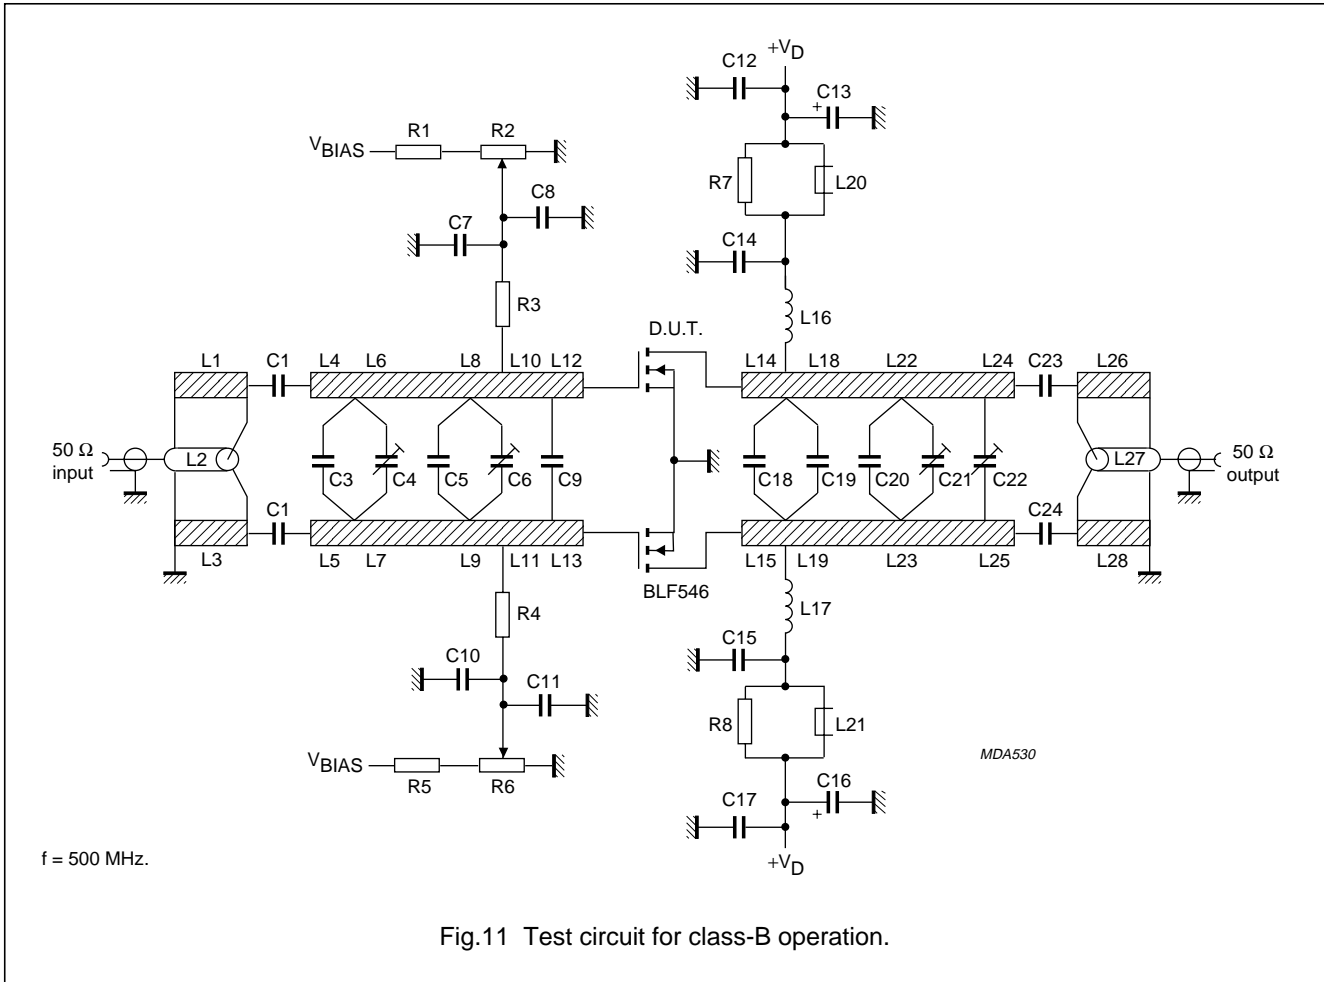 +VD
C12
C13
+
R1
R2
VBIAS
R7
L20
C8
C7
C14
R3
L16
D.U.T.
L1
C1
L4
L6
L8
L10
L12
L14
L18
L22
L24
C23
L26
50 Ω
input
L2
C3
C4
C5
C6
C9
C18
C19
C20
C21
C22
L27
50 Ω
output
C1
C24
L3
L5
L7
L9
L11
L13
L15
L19
L23
L25
L28
BLF546
R4
L17
C15
C10
C11
R8
L21
VBIAS
R5
R6
MDA530
C16
C17
+
+VD
f = 500 MHz.
Fig.11 Test circuit for class-B operation.